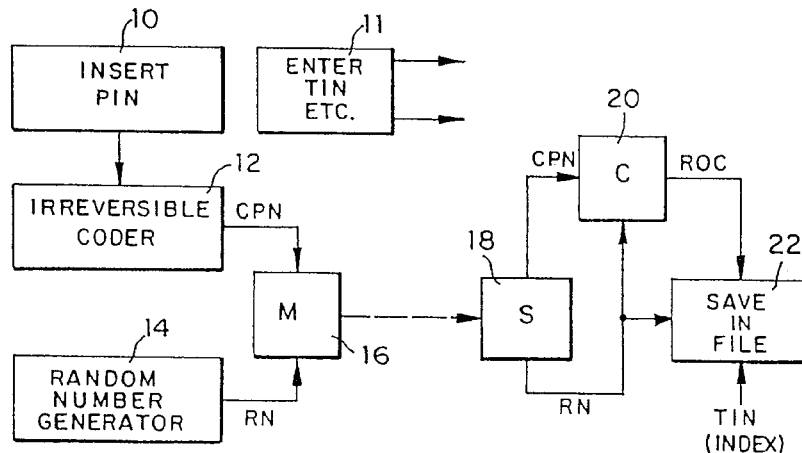 10
INSERT
PIN
11
ENTER
TIN
ETC.
12
IRREVERSIBLE
CODER
CPN
14
RANDOM
NUMBER
GENERATOR
RN
M
16
18
S
CPN
RN
20
C
ROC
22
SAVE
IN
FILE
TIN
(INDEX)